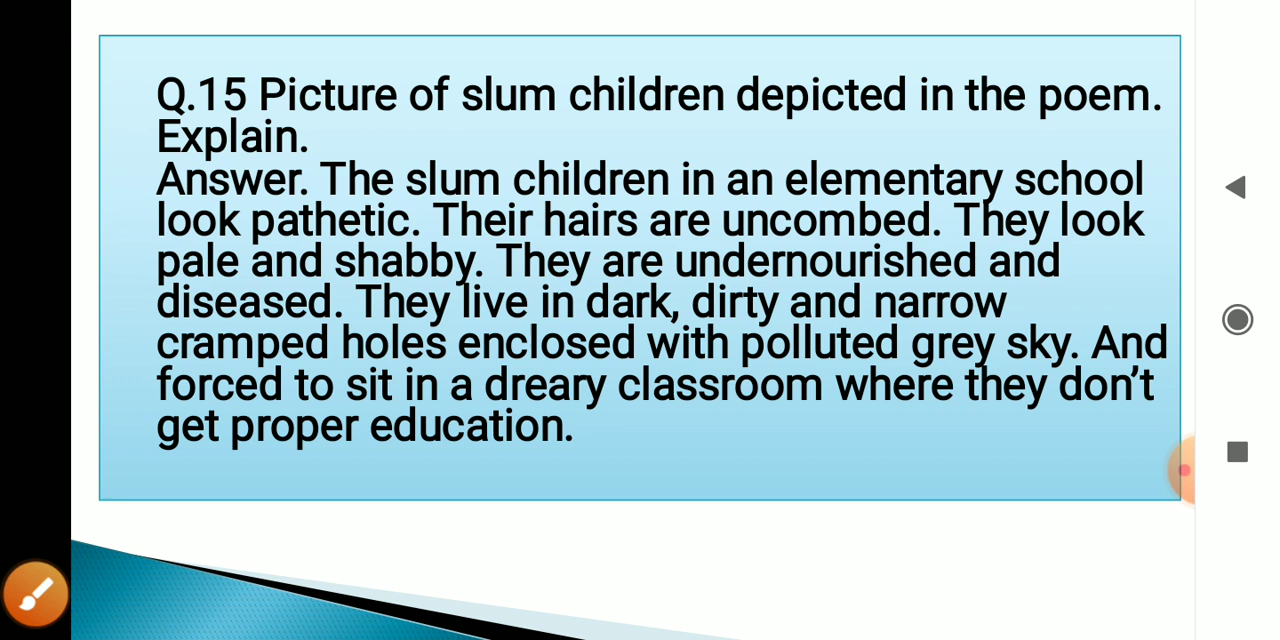 Q.15 Picture of slum children depicted in the poem.
Explain.
Answer. The slum children in an elementary school
look pathetic. Their hairs are uncombed. They look
pale and shabby. They are undernourished and
diseased. They live in dark, dirty and narrow
cramped holes enclosed with polluted grey sky. And
forced to sit in a dreary classroom where they don’t
get proper education.